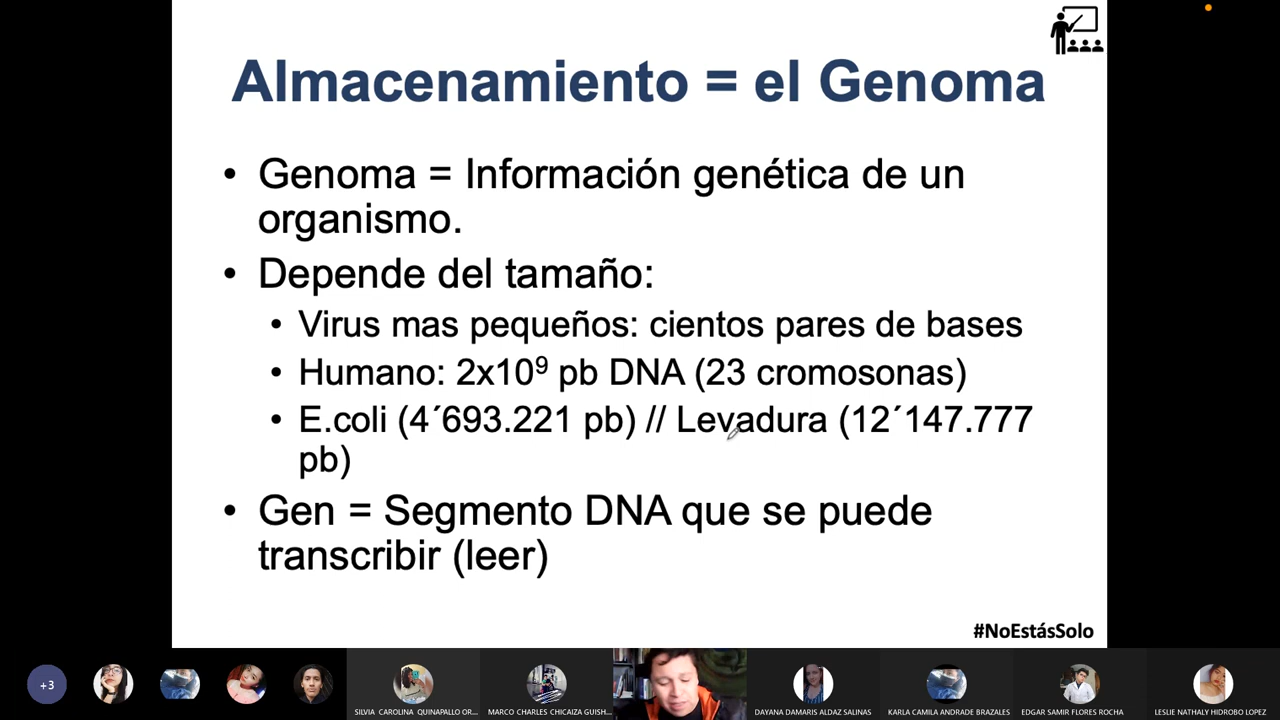 Almacenamiento = el Genoma
• Genoma = Información genética de un
organismo.
• Depende del tamaño:
• Virus mas pequeños: cientos pares de bases
• Humano: 2x10⁹ pb DNA (23 cromosonas)
• E.coli (4´693.221 pb) // Levadura (12´147.777
pb)
• Gen = Segmento DNA que se puede
transcribir (leer)
#NoEstásSolo
+3
SILVIA CAROLINA QUINAPALLO OR...
MARCO CHARLES CHICAIZA GUISH...
DAYANA DAMARIS ALDAZ SALINAS
KARLA CAMILA ANDRADE BRAZALES
EDGAR SAMIR FLORES ROCHA
LESLIE NATHALY HIDROBO LOPEZ